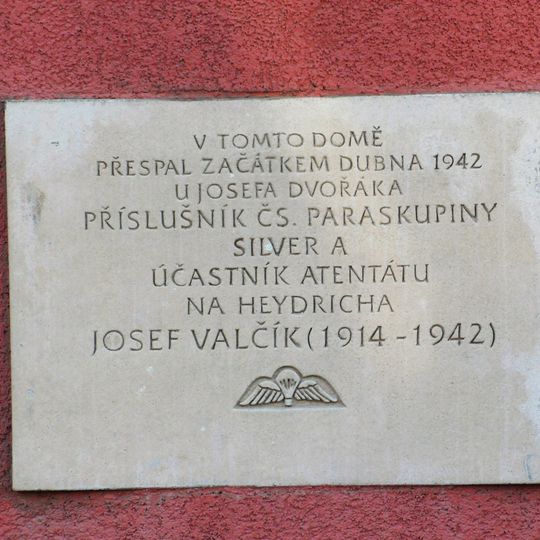 V TOMTO DOMĚ
PŘESPAL ZAČÁTKEM DUBNA 1942
U JOSEFA DVOŘÁKA
PŘÍSLUŠNÍK ČS. PARASKUPINY
SILVER A
ÚČASTNÍK ATENTÁTU
NA HEYDRICHA
JOSEF VALČÍK (1914 - 1942)